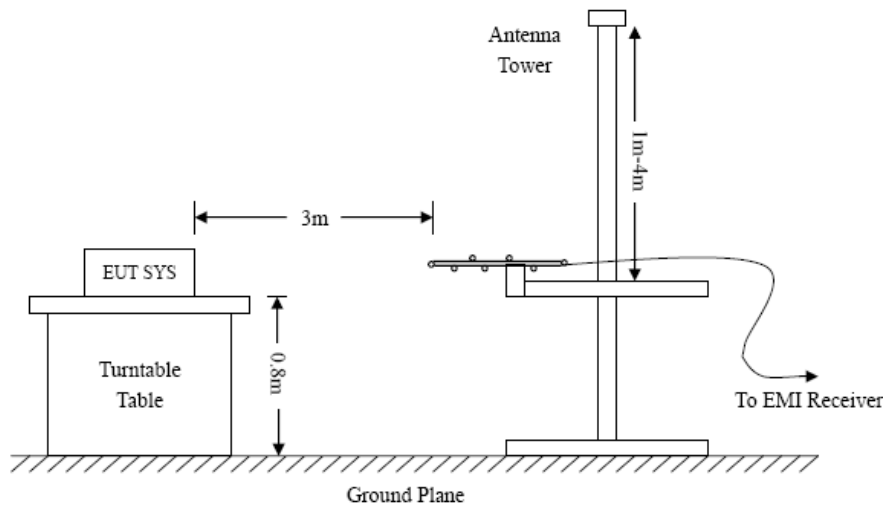 Antenna
Tower
1m-4m
3m
EUT SYS
Turntable
Table
0.8m
To EMI Receiver
Ground Plane